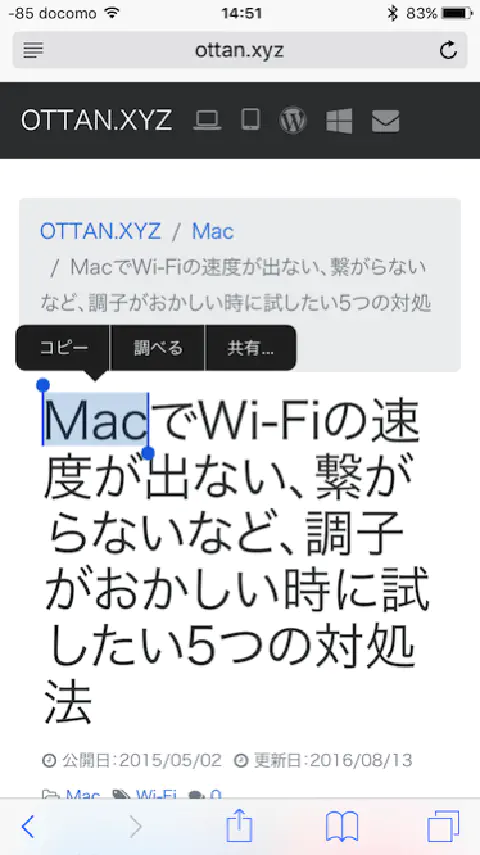 -85 docomo 14:51 83%
ottan.xyz
OTTAN.XYZ
OTTAN.XYZ / Mac
/ MacでWi-Fiの速度が出ない、繋がらない
など、調子がおかしい時に試したい5つの対処
コピー 調べる 共有...
MacでWi-Fiの速
度が出ない、繋が
らないなど、調子
がおかしい時に試
したい5つの対処
法
公開日:2015/05/02 更新日:2016/08/13
Mac Wi-Fi 0